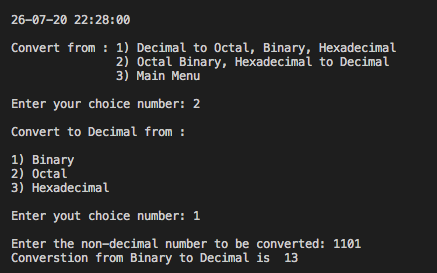 26-07-20 22:28:00
Convert from : 1) Decimal to Octal, Binary, Hexadecimal
2) Octal Binary, Hexadecimal to Decimal
3) Main Menu
Enter your choice number: 2
Convert to Decimal from :
1) Binary
2) Octal
3) Hexadecimal
Enter yout choice number: 1
Enter the non-decimal number to be converted: 1101
Converstion from Binary to Decimal is  13